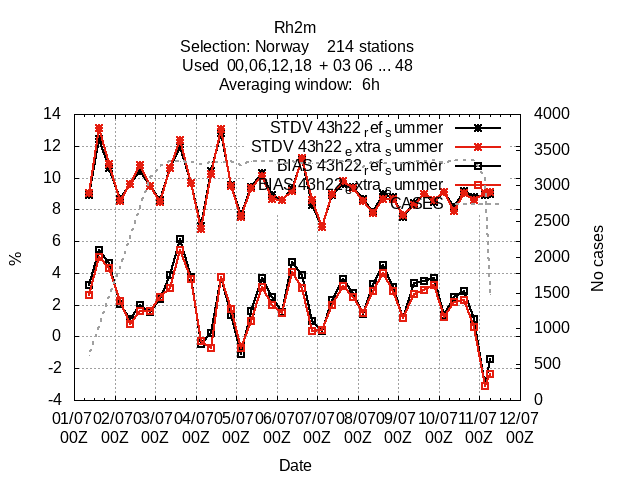 Rh2m
Selection: Norway 214 stations
Used 00,06,12,18 + 03 06 ... 48
Averaging window: 6h
STDV 43h22refsummer
STDV 43h22extrasummer
BIAS 43h22refsummer
BIAS 43h22extrasummer
CASES
14
12
10
8
6
4
2
0
-2
-4
%
4000
3500
3000
2500
2000
1500
1000
500
0
No cases
01/07 02/07 03/07 04/07 05/07 06/07 07/07 08/07 09/07 10/07 11/07 12/07
00Z 00Z 00Z 00Z 00Z 00Z 00Z 00Z 00Z 00Z 00Z 00Z
Date